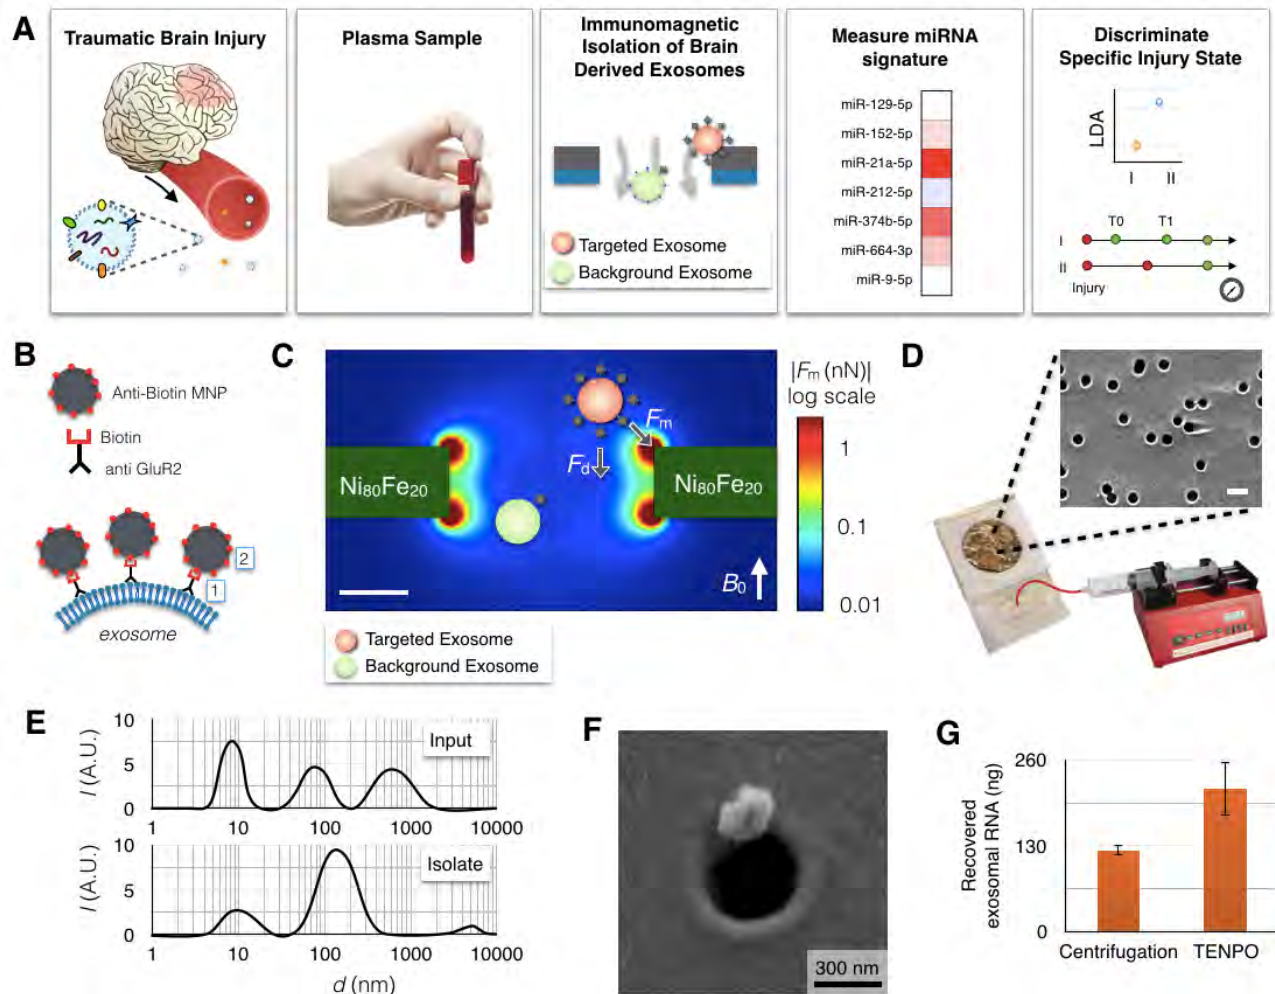 A
Traumatic Brain Injury
Plasma Sample
Immunomagnetic
Isolation of Brain
Derived Exosomes
Targeted Exosome
Background Exosome
Measure miRNA
signature
miR-129-5p
miR-152-5p
miR-21a-5p
miR-212-5p
miR-374b-5p
miR-664-3p
miR-9-5p
Discriminate
Specific Injury State
LDA
I II
T0 T1
I
II
Injury
B
Anti-Biotin MNP
Biotin
anti GluR2
2
1
exosome
C
Ni80Fe20
Ni80Fe20
Fm
Fd
B0
|Fm (nN)|
log scale
1
0.1
0.01
Targeted Exosome
Background Exosome
D
E
I (A.U.)
10
5
0
Input
1 10 100 1000 10000
I (A.U.)
10
5
0
Isolate
1 10 100 1000 10000
d (nm)
F
300 nm
G
Recovered
exosomal RNA (ng)
260
130
0
Centrifugation TENPO